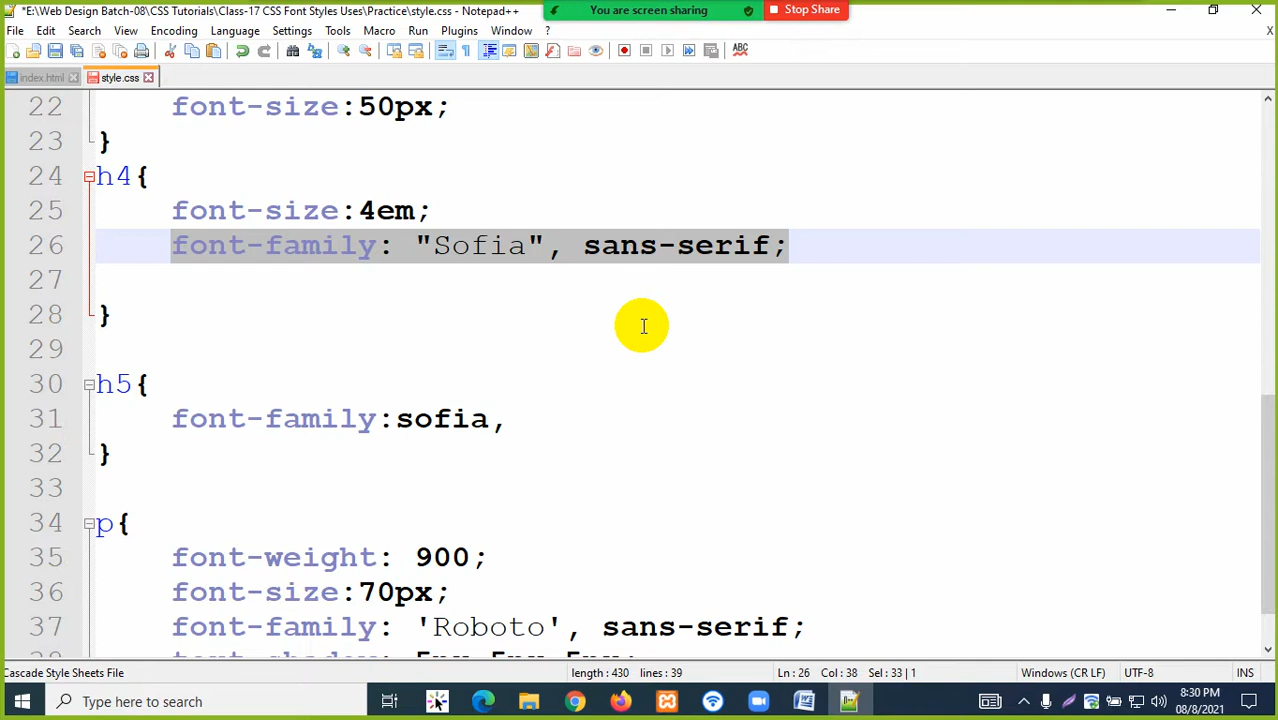 *E:\Web Design Batch-08\CSS Tutorials\Class-17 CSS Font Styles Uses\Practice\style.css - Notepad++
You are screen sharing
Stop Share
File Edit Search View Encoding Language Settings Tools Macro Run Plugins Window ?
X
ABC
index.html style.css
22 font-size:50px;
23 }
24 h4{
25 font-size:4em;
26 font-family: "Sofia", sans-serif;
27
28 }
29
30 h5{
31 font-family:sofia,
32 }
33
34 p{
35 font-weight: 900;
36 font-size:70px;
37 font-family: 'Roboto', sans-serif;
Cascade Style Sheets File length: 430 lines: 39 Ln: 26 Col: 38 Sel: 33 | 1 Windows (CR LF) UTF-8 INS
Type here to search
W
8:30 PM
08/8/2021